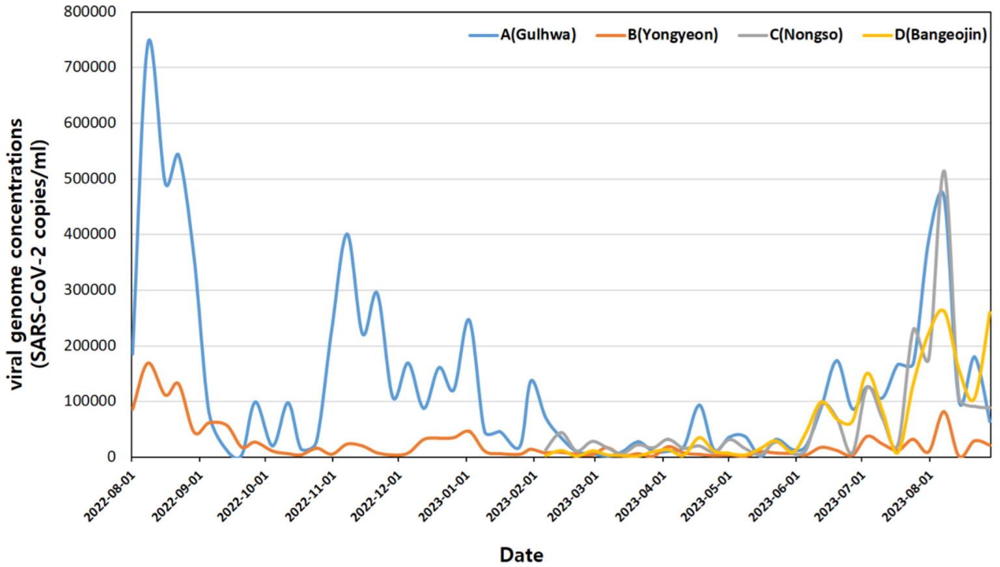 800000
700000
600000
500000
400000
300000
200000
100000
0
viral genome concentrations
(SARS-CoV-2 copies/ml)
A(Gulhwa) B(Yongyeon) C(Nongso) D(Bangeojin)
2022-08-01 2022-09-01 2022-10-01 2022-11-01 2022-12-01 2023-01-01 2023-02-01 2023-03-01 2023-04-01 2023-05-01 2023-06-01 2023-07-01 2023-08-01
Date